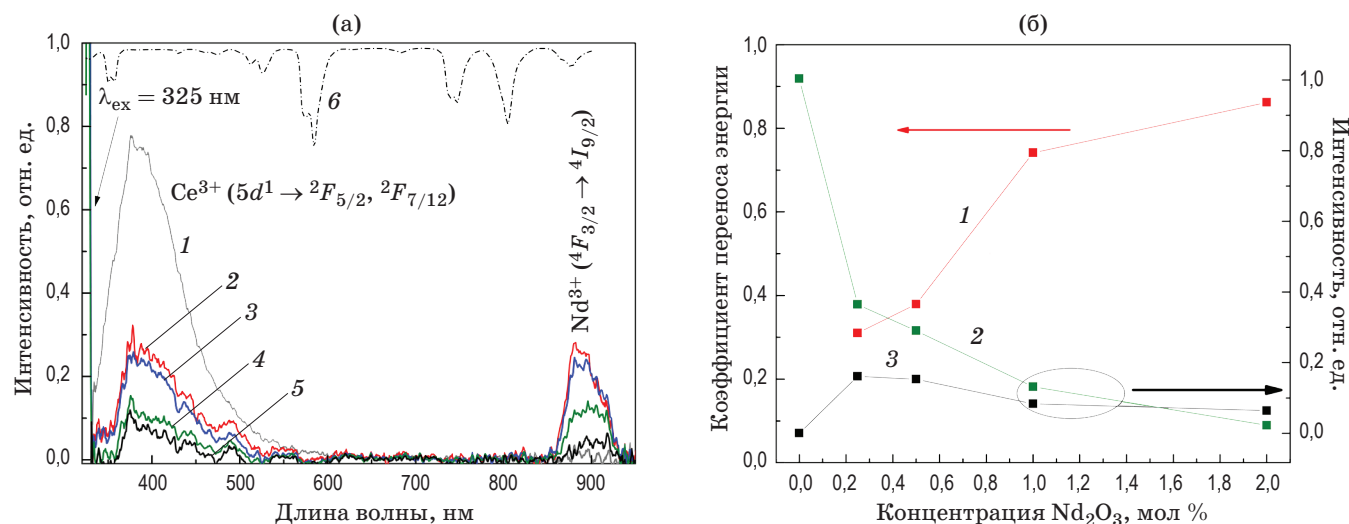 (а)
1,0
0,8
0,6
0,4
0,2
0,0
Интенсивность, отн. ед.
λex = 325 нм
6
Ce3+ (5d1 → 2F5/2, 2F7/12)
1
2
3
4
5
Nd3+ (4F3/2 → 4I9/2)
400 500 600 700 800 900
Длина волны, нм
(б)
1,0
0,8
0,6
0,4
0,2
0,0
Коэффициент переноса энергии
1
2
3
1,0
0,8
0,6
0,4
0,2
0,0
Интенсивность, отн. ед.
0,0 0,2 0,4 0,6 0,8 1,0 1,2 1,4 1,6 1,8 2,0
Концентрация Nd2O3, мол %